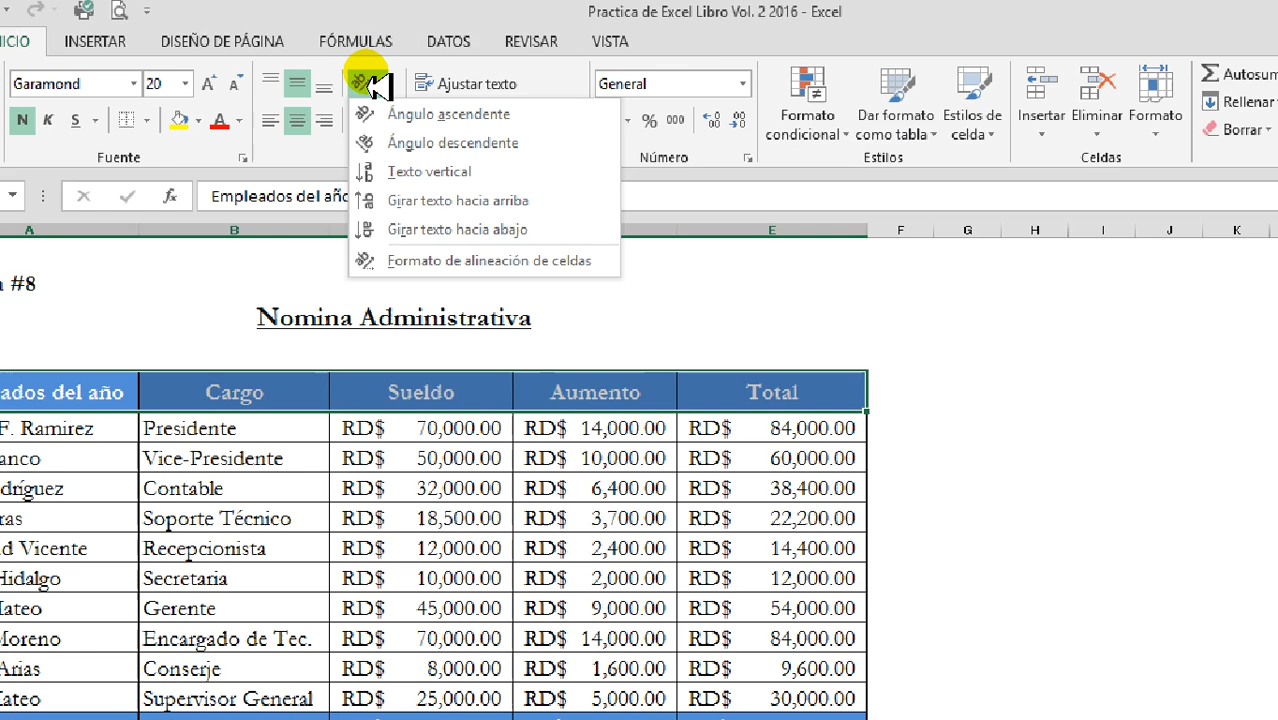 Practica de Excel Libro Vol. 2 2016 - Excel
ICIO INSERTAR DISEÑO DE PÁGINA FÓRMULAS DATOS REVISAR VISTA
Garamond 20 Ajustar texto General Autosum
N K S A % 000 Formato condicional Dar formato como tabla Estilos de celda Insertar Eliminar Formato Rellenar
Borrar
Fuente Número Estilos Celdas
Ángulo ascendente
Ángulo descendente
Texto vertical
Girar texto hacia arriba
Girar texto hacia abajo
Formato de alineación de celdas
fx Empleados del año
A B E F G H I J K
#8
Nomina Administrativa
ados del año Cargo Sueldo Aumento Total
F. Ramirez Presidente RD$ 70,000.00 RD$ 14,000.00 RD$ 84,000.00
anco Vice-Presidente RD$ 50,000.00 RD$ 10,000.00 RD$ 60,000.00
dríguez Contable RD$ 32,000.00 RD$ 6,400.00 RD$ 38,400.00
ras Soporte Técnico RD$ 18,500.00 RD$ 3,700.00 RD$ 22,200.00
d Vicente Recepcionista RD$ 12,000.00 RD$ 2,400.00 RD$ 14,400.00
Hidalgo Secretaria RD$ 10,000.00 RD$ 2,000.00 RD$ 12,000.00
Mateo Gerente RD$ 45,000.00 RD$ 9,000.00 RD$ 54,000.00
Moreno Encargado de Tec. RD$ 70,000.00 RD$ 14,000.00 RD$ 84,000.00
Arias Conserje RD$ 8,000.00 RD$ 1,600.00 RD$ 9,600.00
Mateo Supervisor General RD$ 25,000.00 RD$ 5,000.00 RD$ 30,000.00